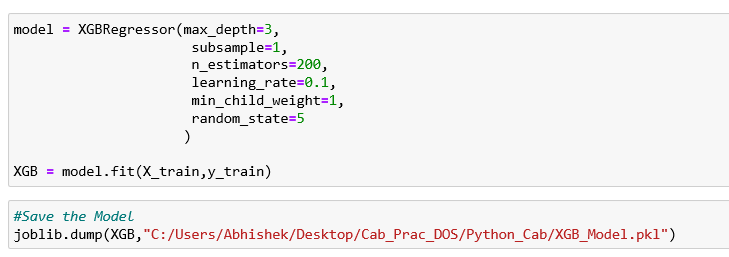 model = XGBRegressor(max_depth=3,
subsample=1,
n_estimators=200,
learning_rate=0.1,
min_child_weight=1,
random_state=5
)
XGB = model.fit(X_train,y_train)
#Save the Model
joblib.dump(XGB,"C:/Users/Abhishek/Desktop/Cab_Prac_DOS/Python_Cab/XGB_Model.pkl")